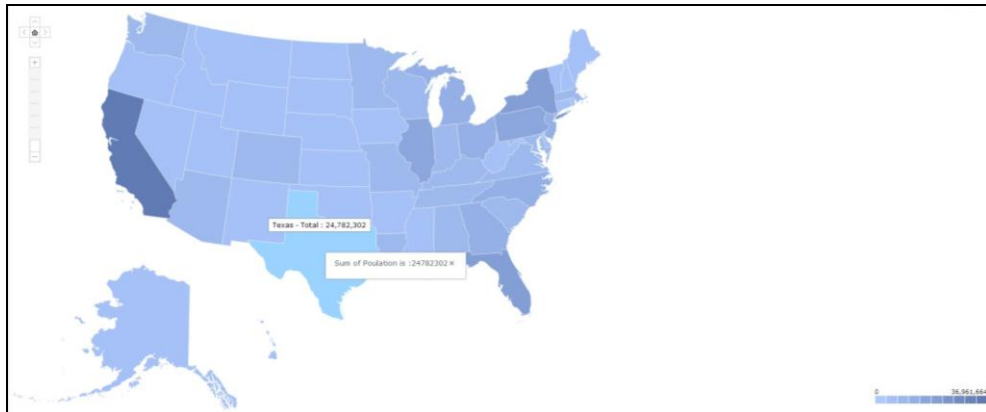 Texas - Total : 24,782,302
Sum of Poulation is :24782302 ×
0 36,961,664